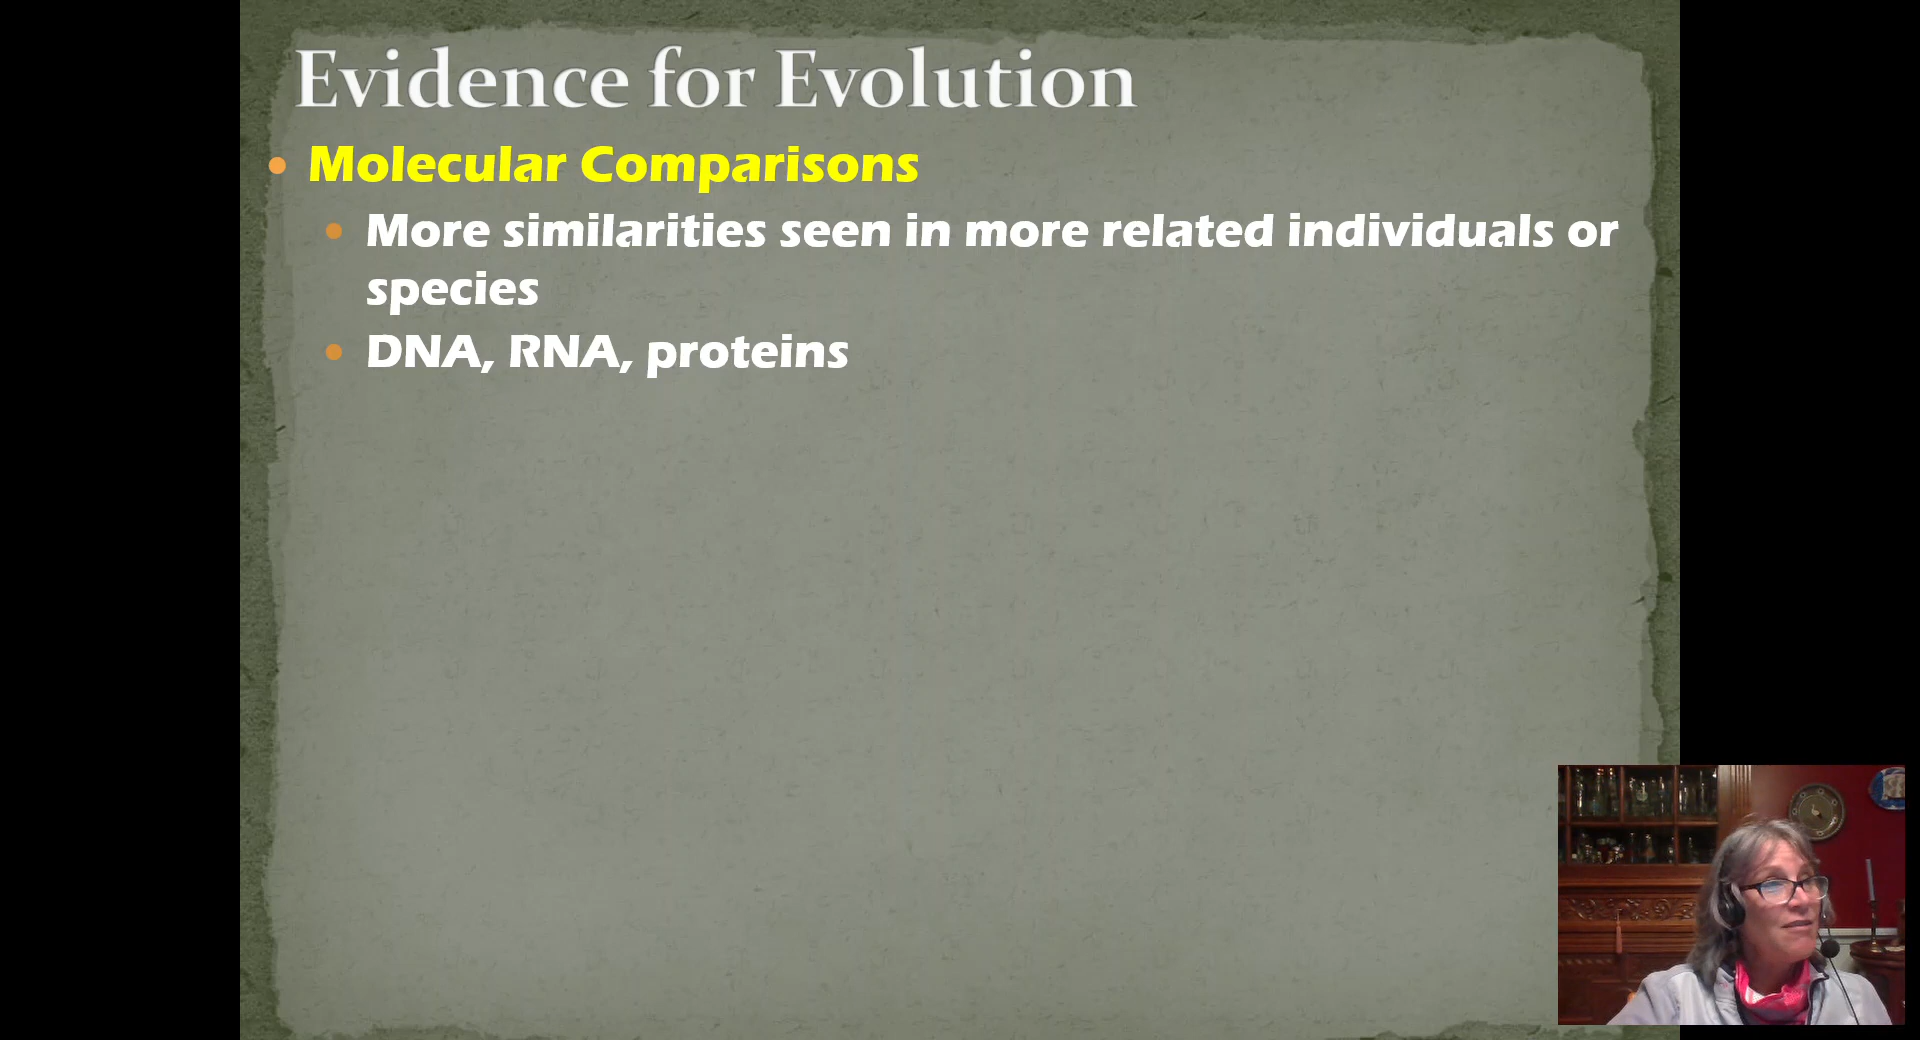 Evidence for Evolution
Molecular Comparisons
More similarities seen in more related individuals or
species
DNA, RNA, proteins